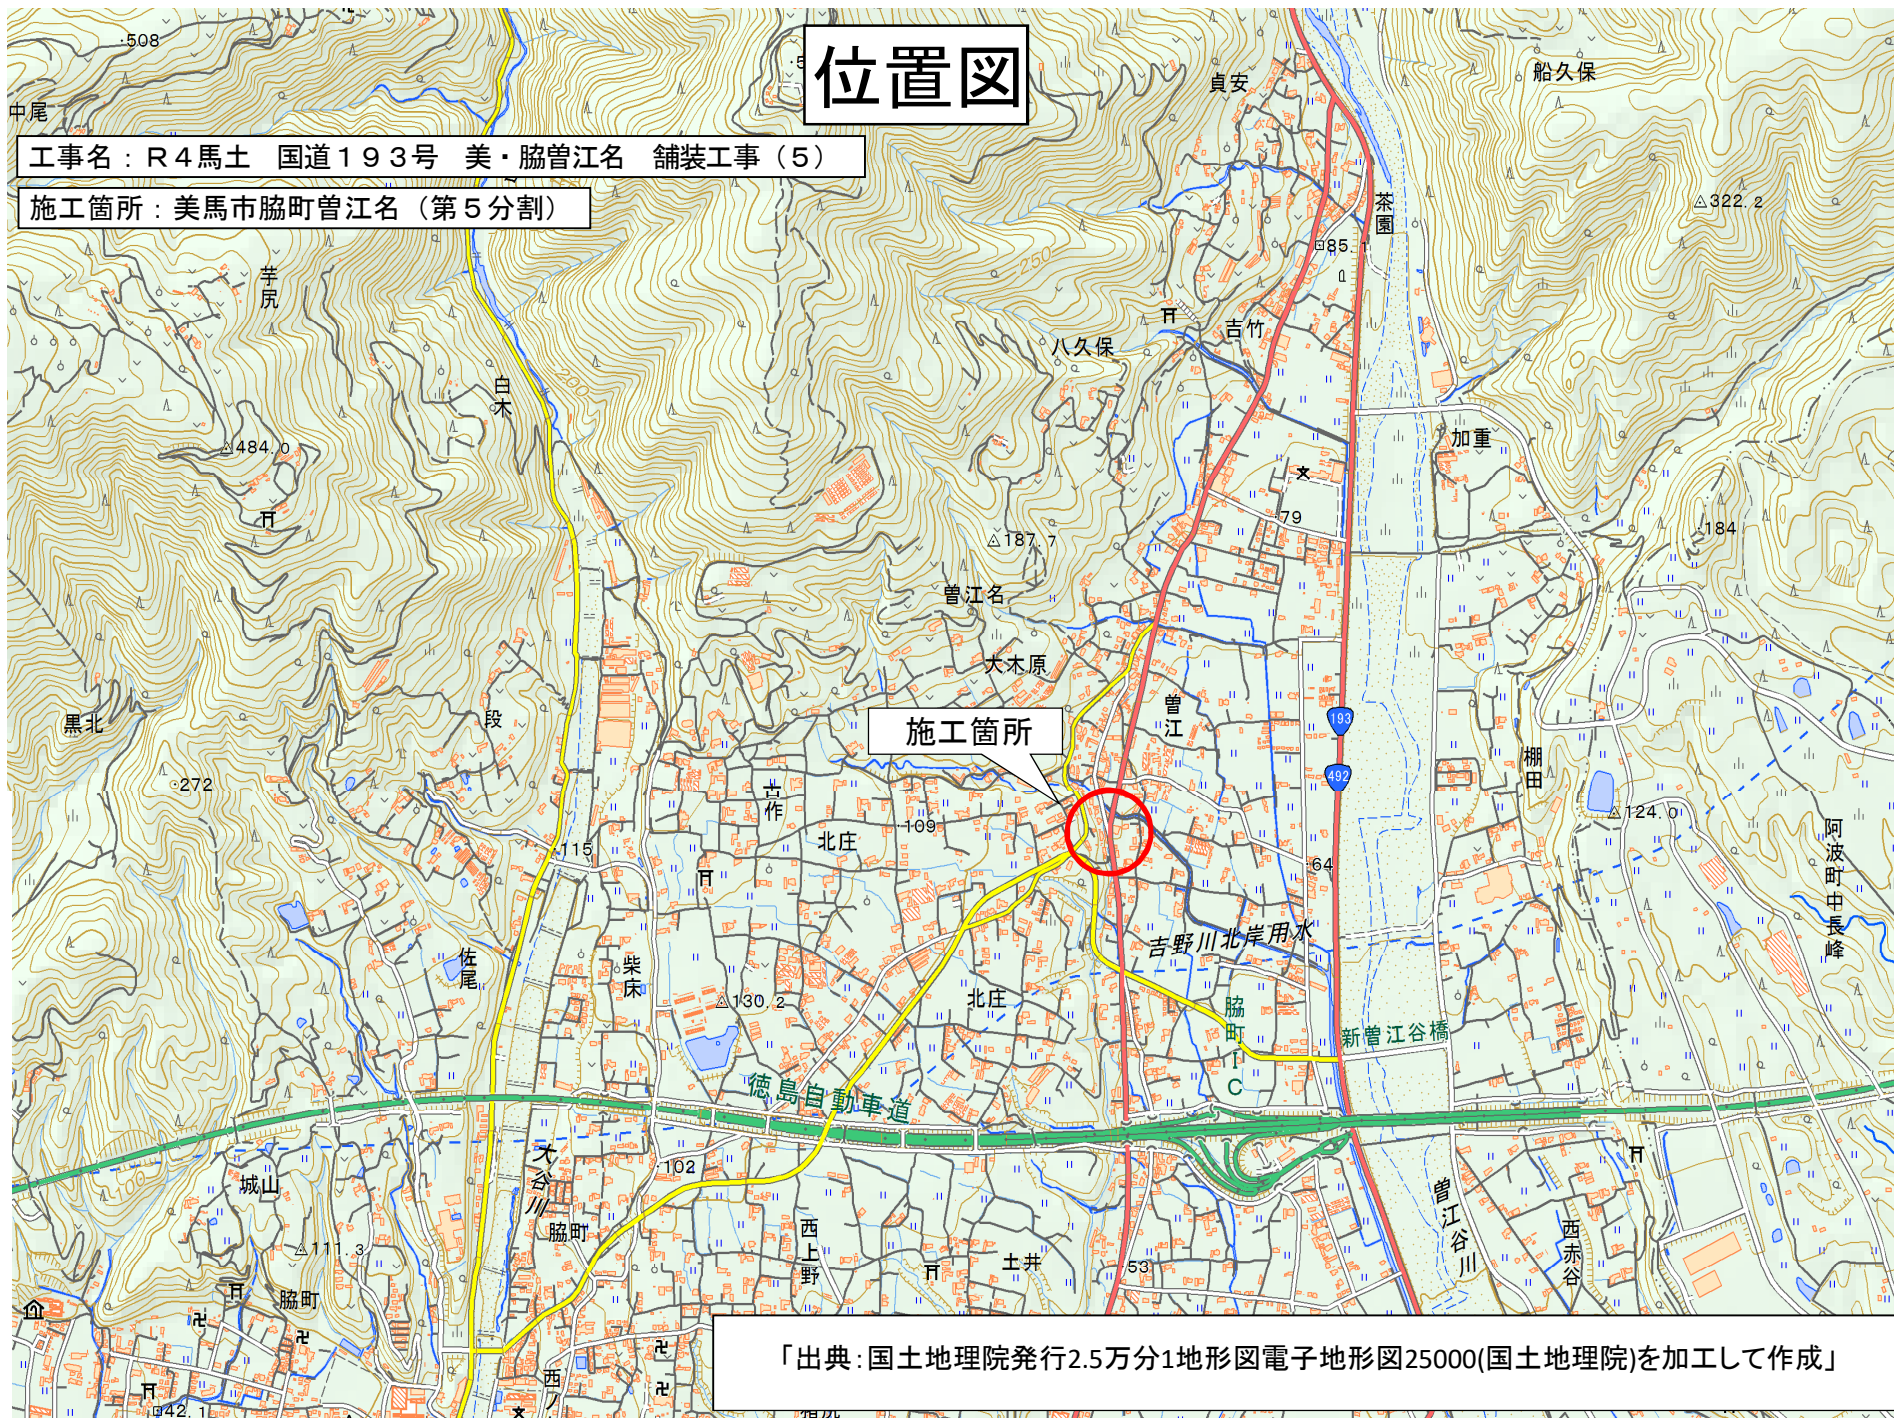 位置図
工事名：Ｒ４馬土　国道１９３号　美・脇曽江名　舗装工事（５）
施工箇所：美馬市脇町曽江名（第５分割）
508
中尾
貞安
船久保
茶園
322.2
85.1
250
芋尻
吉竹
八久保
白木
200
484.0
加重
79
184
187.7
曽江名
大木原
曽江
黒北
段
施工箇所
193
492
棚田
272
124.0
109
北庄
115
64
阿波町中長峰
吉野川北岸用水
佐尾
柴床
130.2
北庄
脇町ＩＣ
新曽江谷橋
徳島自動車道
大谷川
102
城山
脇町
西上野
土井
53
曽江谷川
西赤谷
111.3
脇町
西ノ
42.1
「出典：国土地理院発行2.5万分1地形図電子地形図25000(国土地理院)を加工して作成」